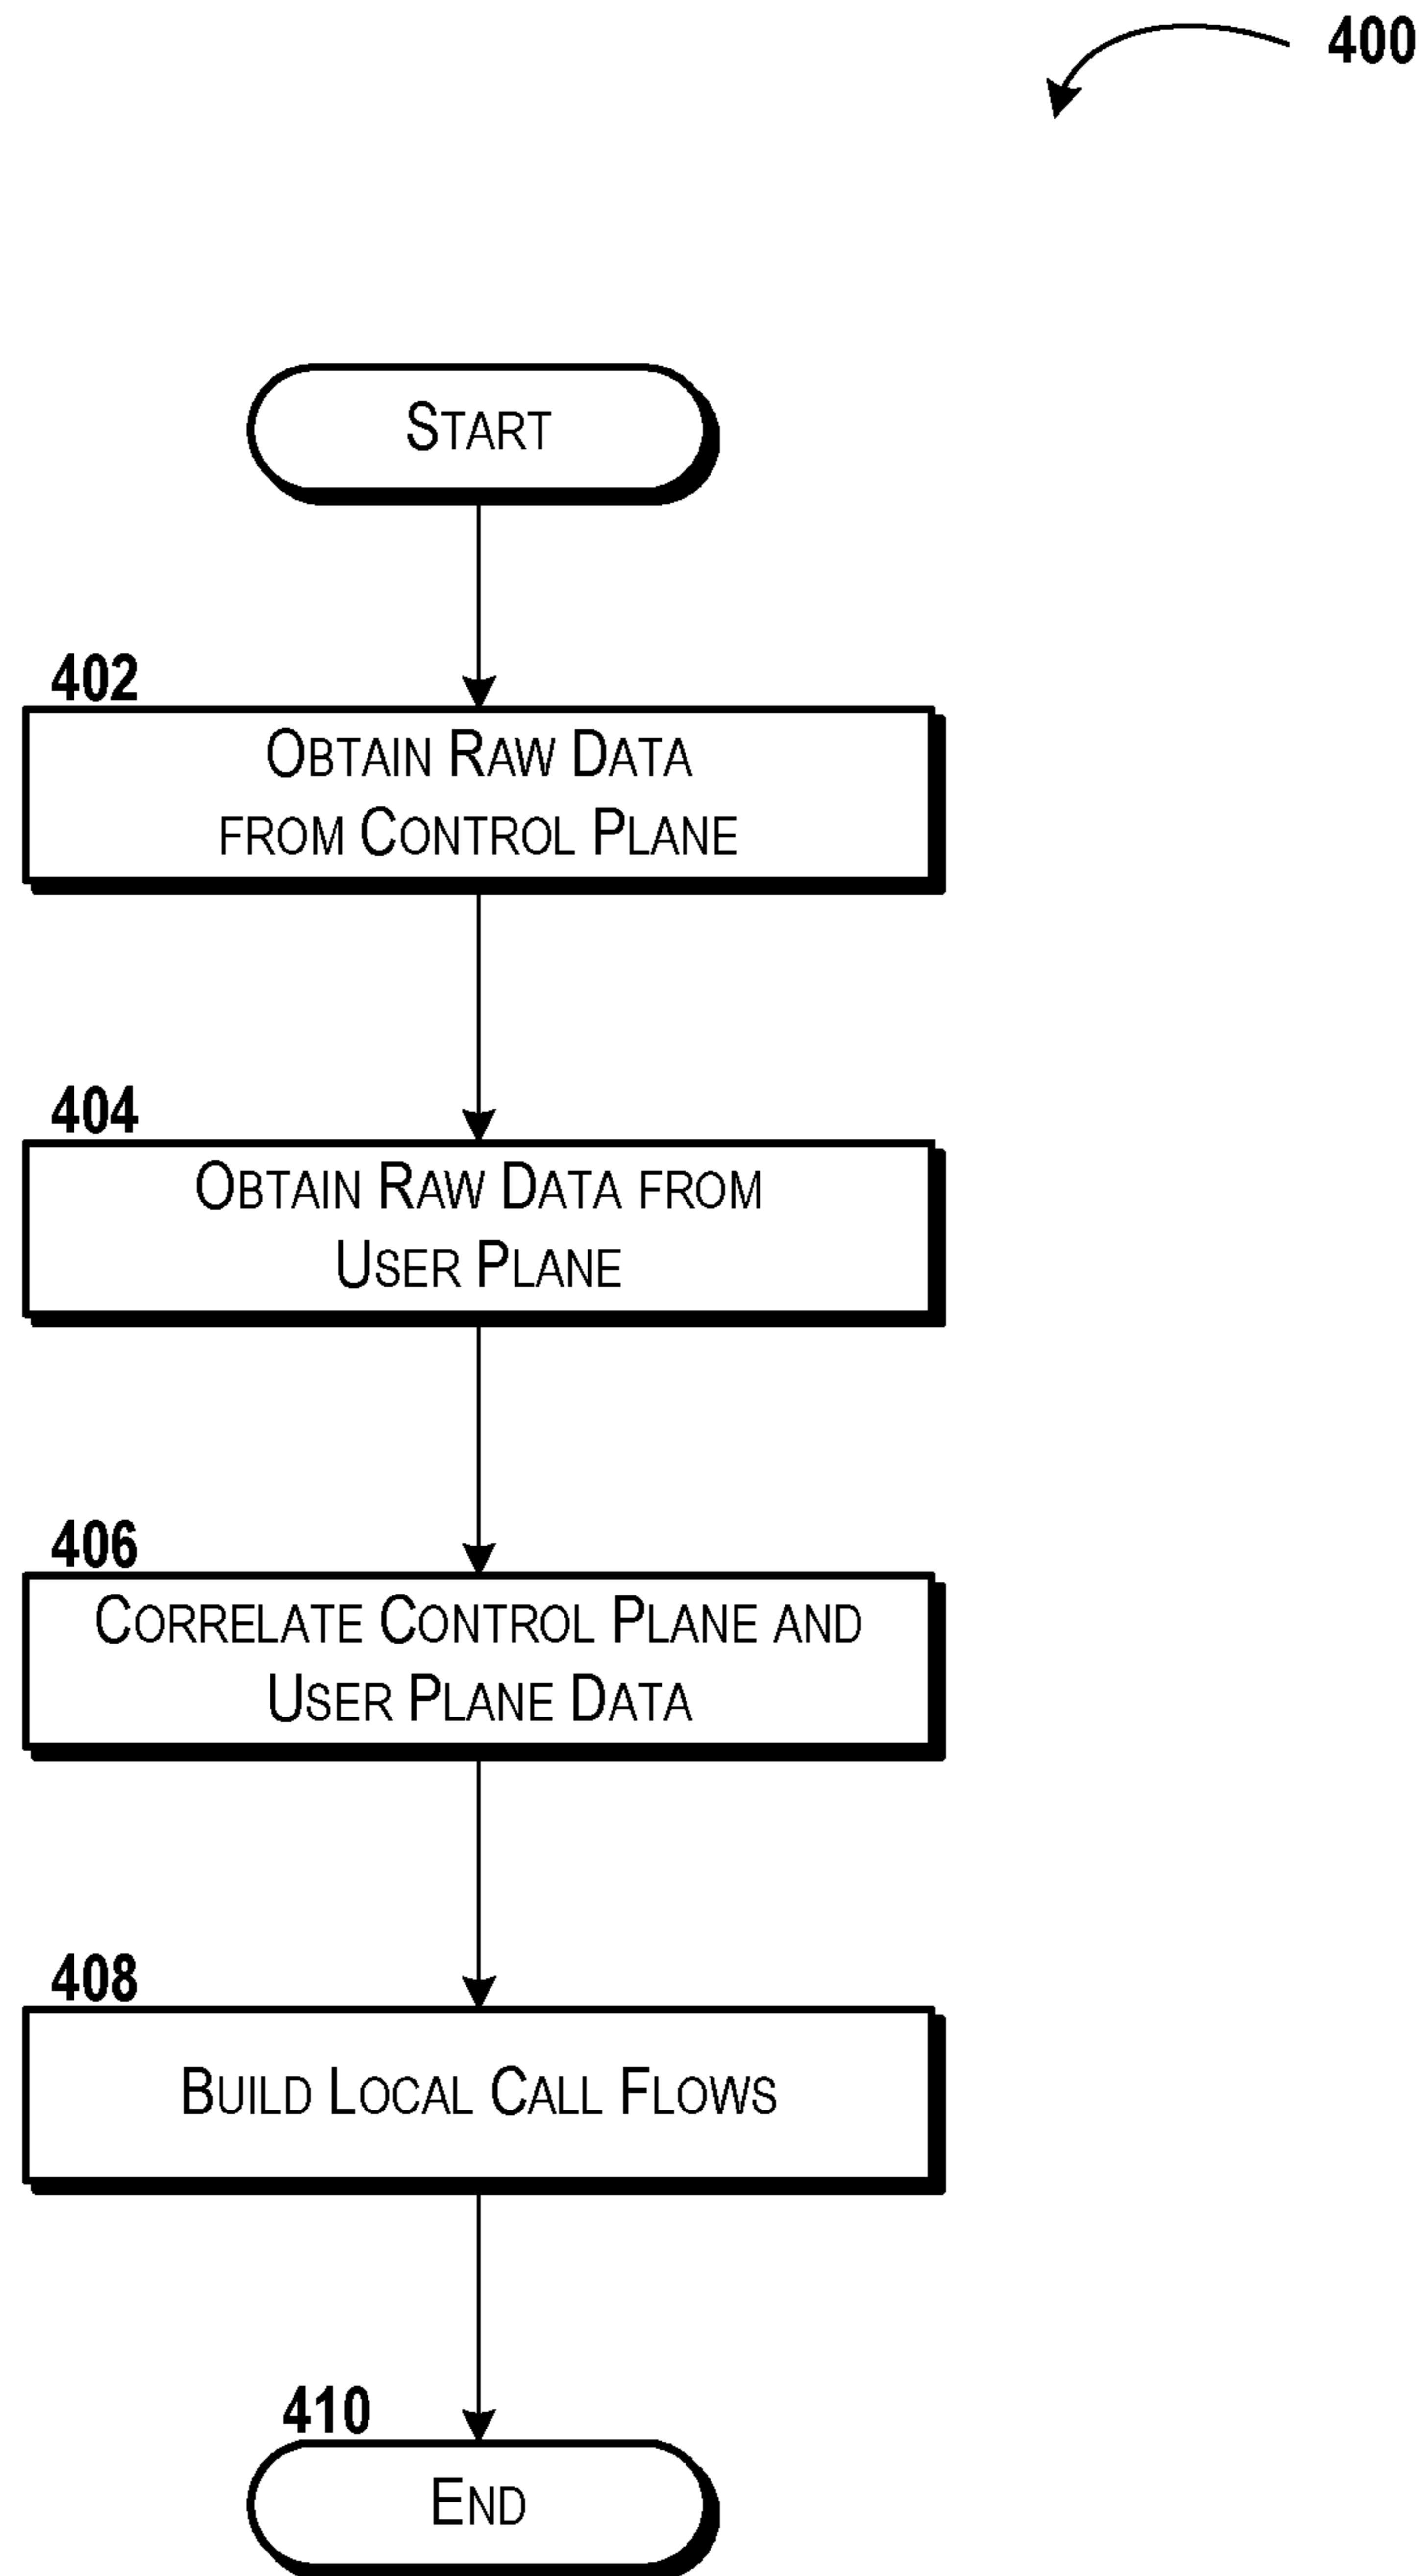 400
START
402
OBTAIN RAW DATA
FROM CONTROL PLANE
404
OBTAIN RAW DATA FROM
USER PLANE
406
CORRELATE CONTROL PLANE AND
USER PLANE DATA
408
BUILD LOCAL CALL FLOWS
410
END